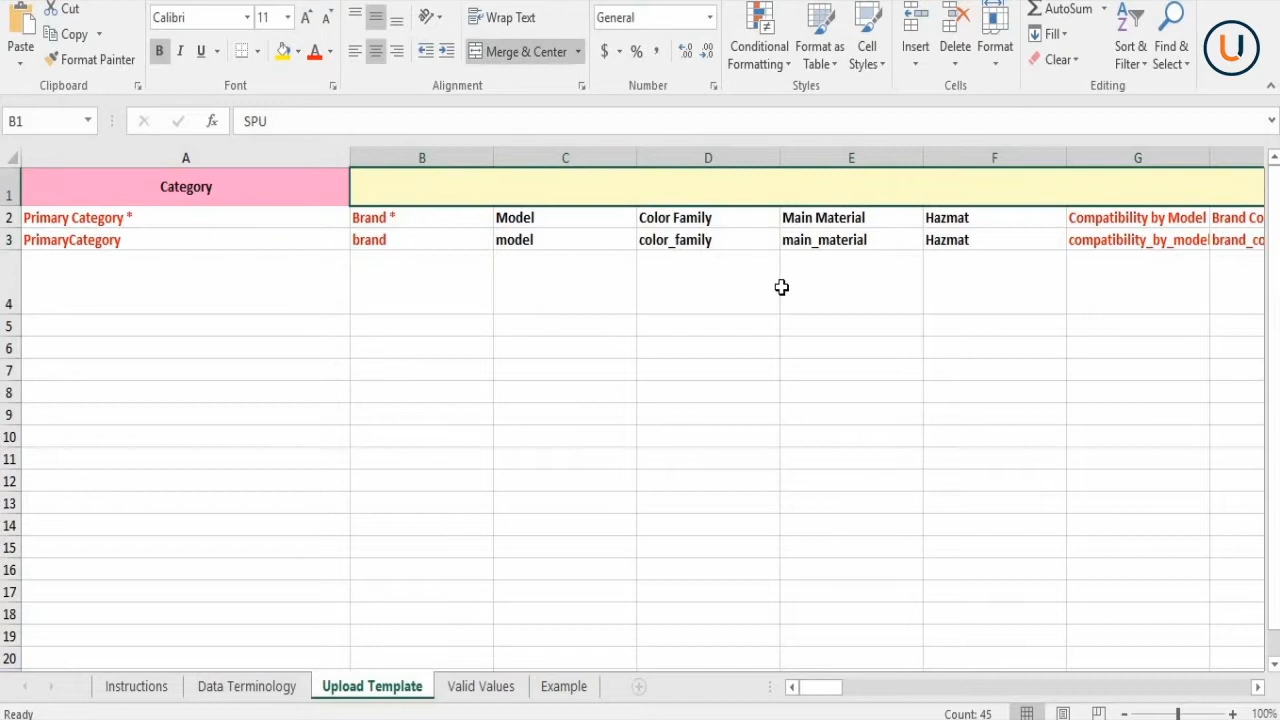 Cut
Copy
Format Painter
Paste
Clipboard
Calibri
11
A A
B I U A
Font
Wrap Text
Merge & Center
Alignment
General
$ % ,
Number
Conditional Formatting
Format as Table
Cell Styles
Styles
Insert
Delete
Format
Cells
AutoSum
Fill
Clear
Sort & Filter
Find & Select
Editing
U
B1
fx
SPU
A B C D E F G
1 Category
2 Primary Category * Brand * Model Color Family Main Material Hazmat Compatibility by Model Brand Co
3 PrimaryCategory brand model color_family main_material Hazmat compatibility_by_model brand_co
4
5
6
7
8
9
10
11
12
13
14
15
16
17
18
19
20
Instructions Data Terminology Upload Template Valid Values Example
Ready Count: 45 100%